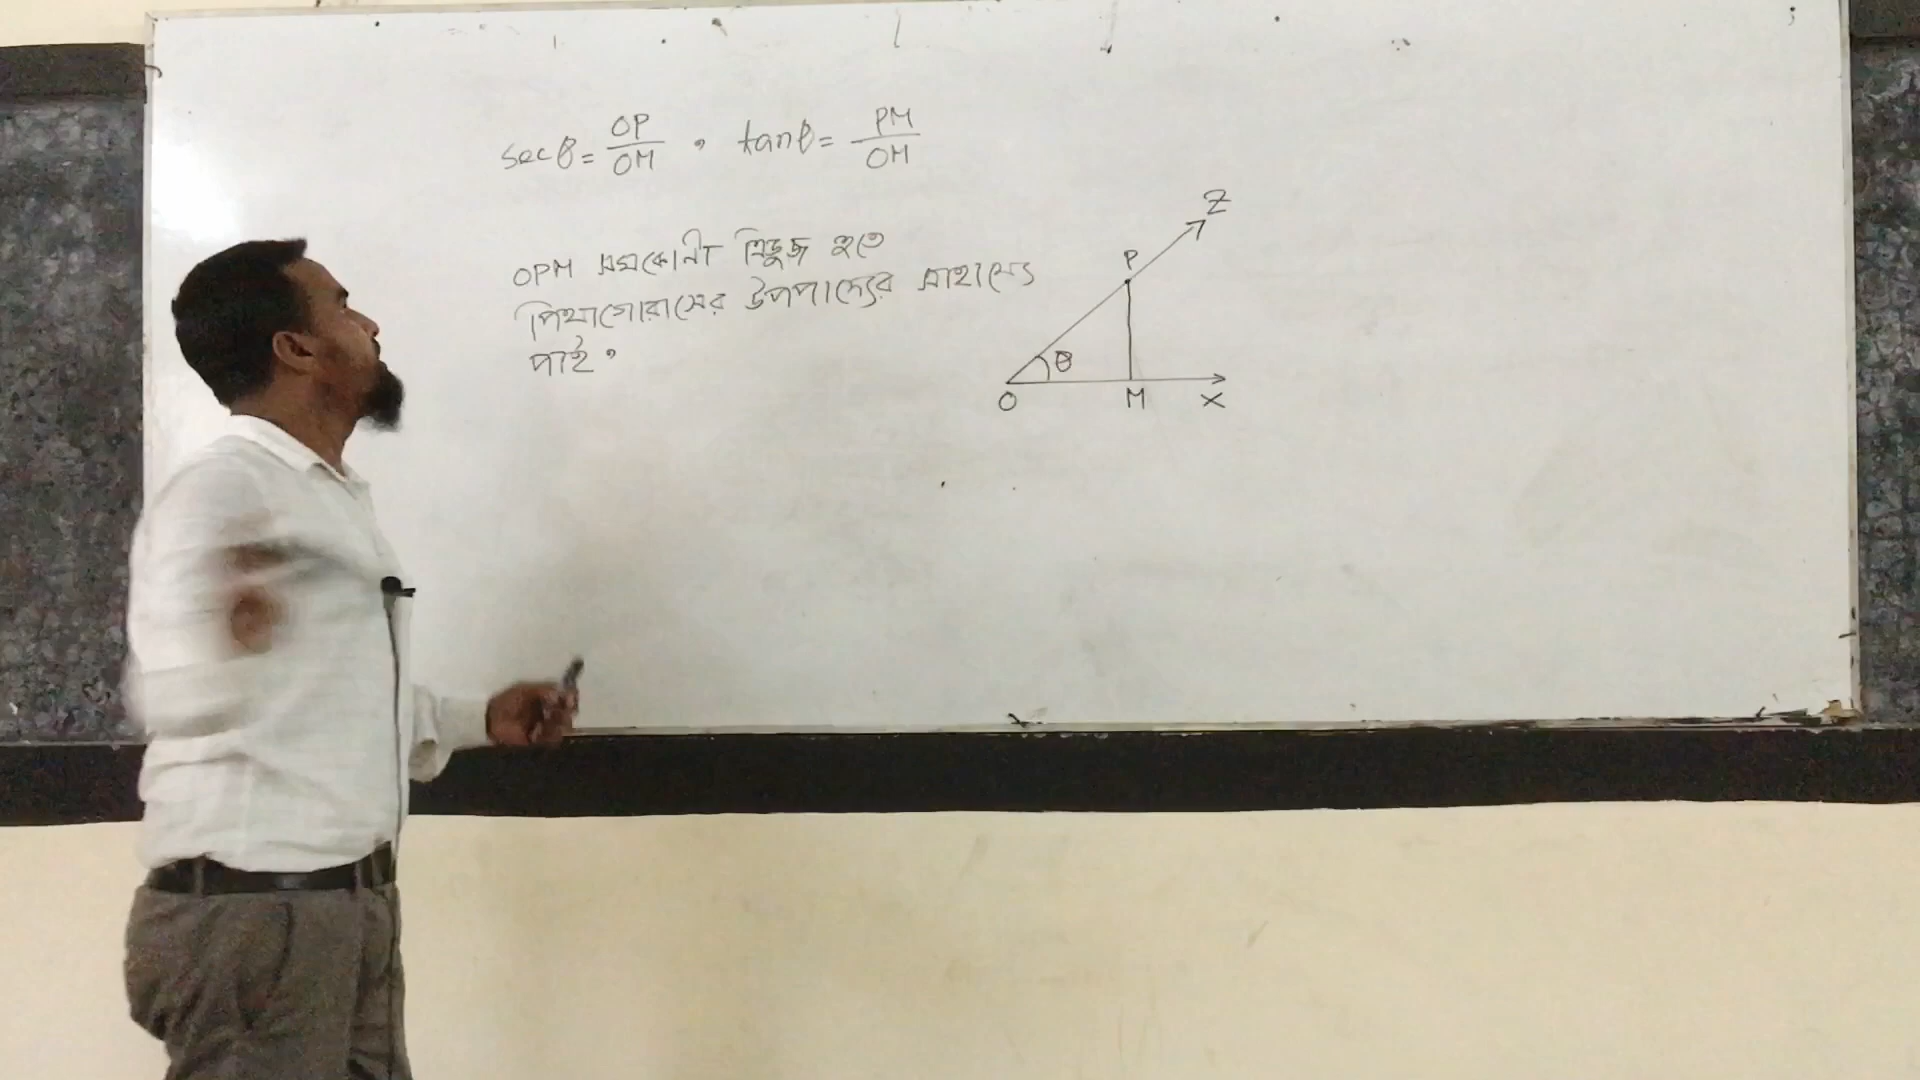 secθ = OP/OM , tanθ = PM/OM
OPM সমকোণী ত্রিভুজ হতে
পিথাগোরাসের উপপাদ্যের সাহায্যে
পাই,
Z
P
θ
O M X